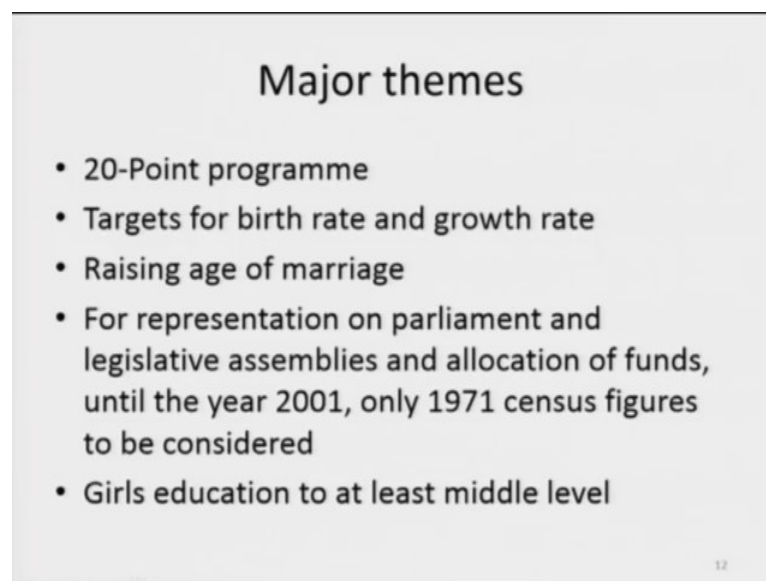 Major themes
• 20-Point programme
• Targets for birth rate and growth rate
• Raising age of marriage
• For representation on parliament and
legislative assemblies and allocation of funds,
until the year 2001, only 1971 census figures
to be considered
• Girls education to at least middle level
12